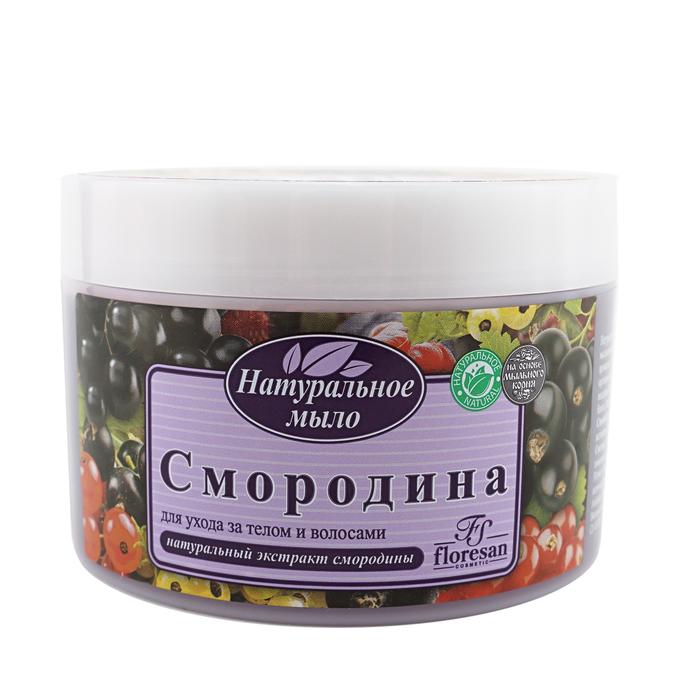 Натуральное
мыло
НАТУРАЛЬНОЕ
NATURAL
на основе
мыльного
корня
Смородина
для ухода за телом и волосами
натуральный экстракт смородины
FS
floresan
COSMETIC